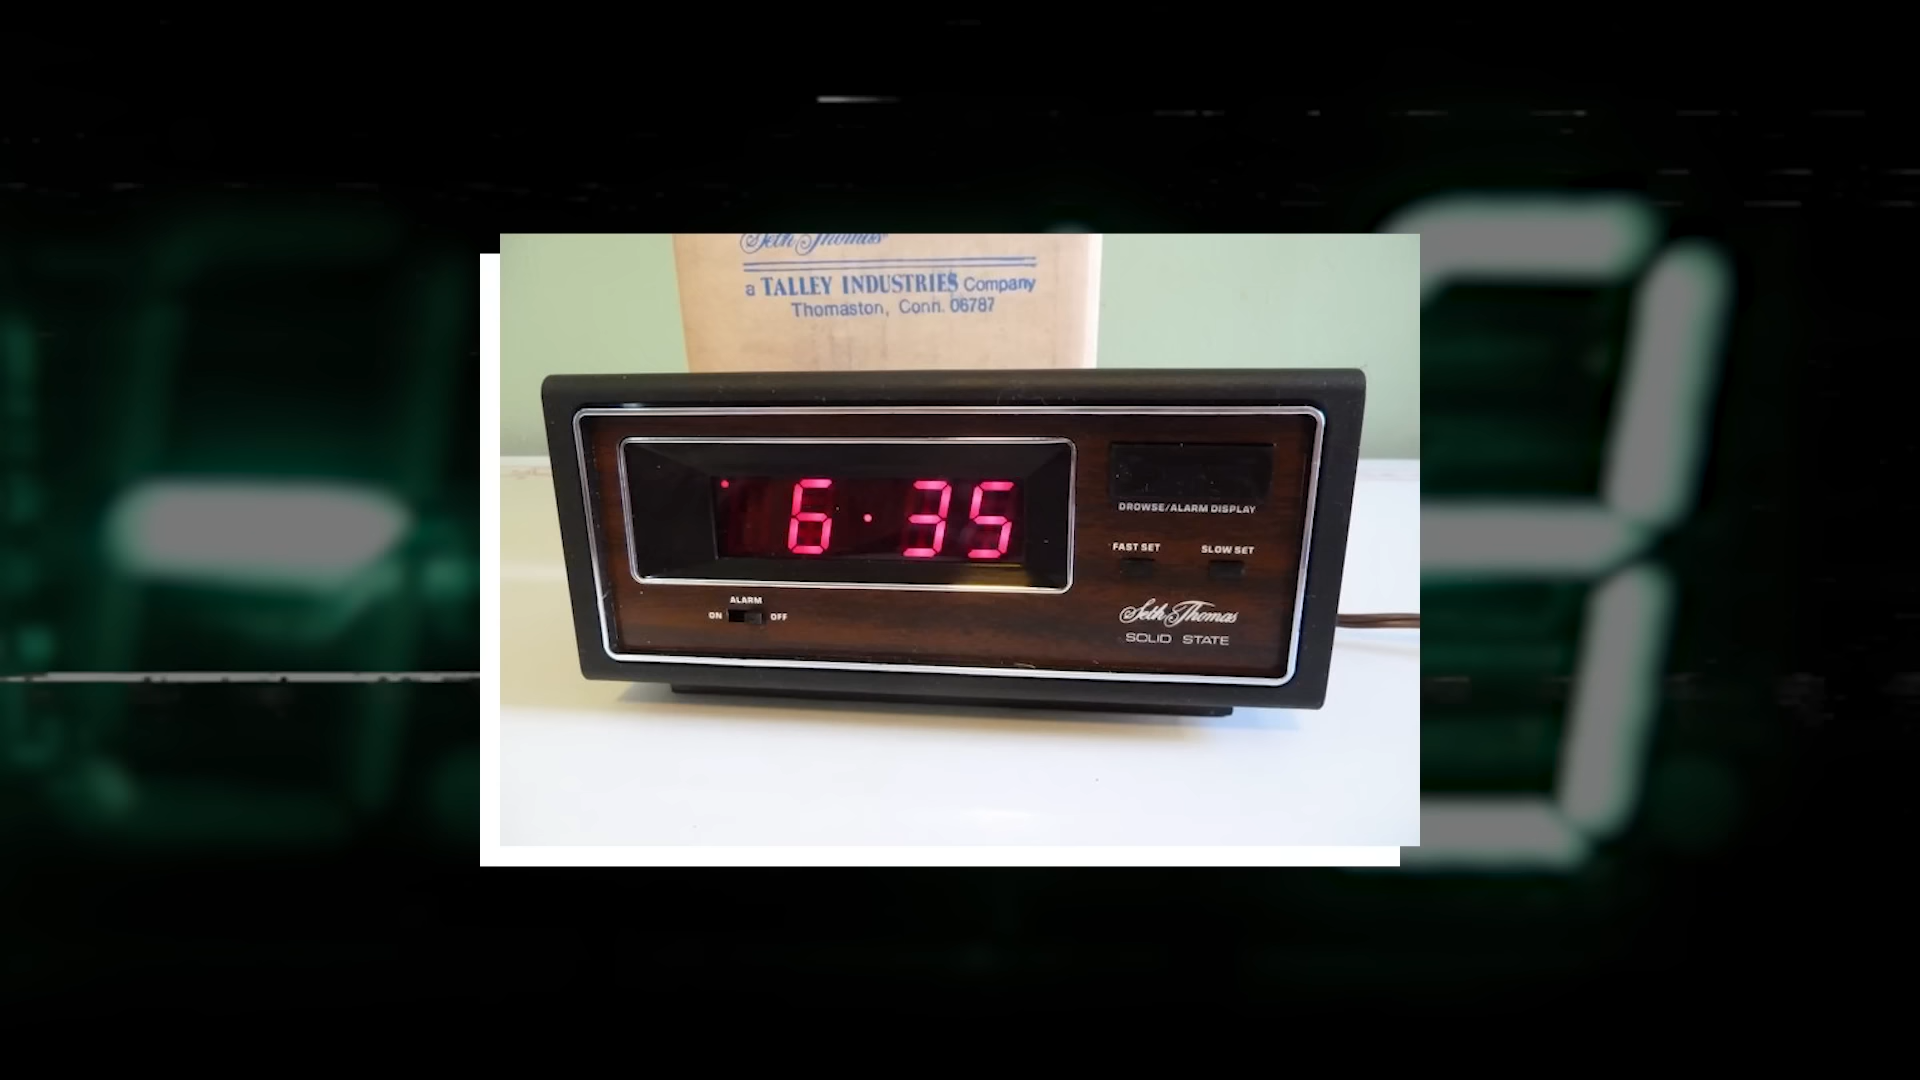 Seth Thomas
a TALLEY INDUSTRIES Company
Thomaston, Conn. 06787
6·35
DROWSE/ALARM DISPLAY
FAST SET
SLOW SET
ALARM
ON
OFF
Seth Thomas
SOLID STATE